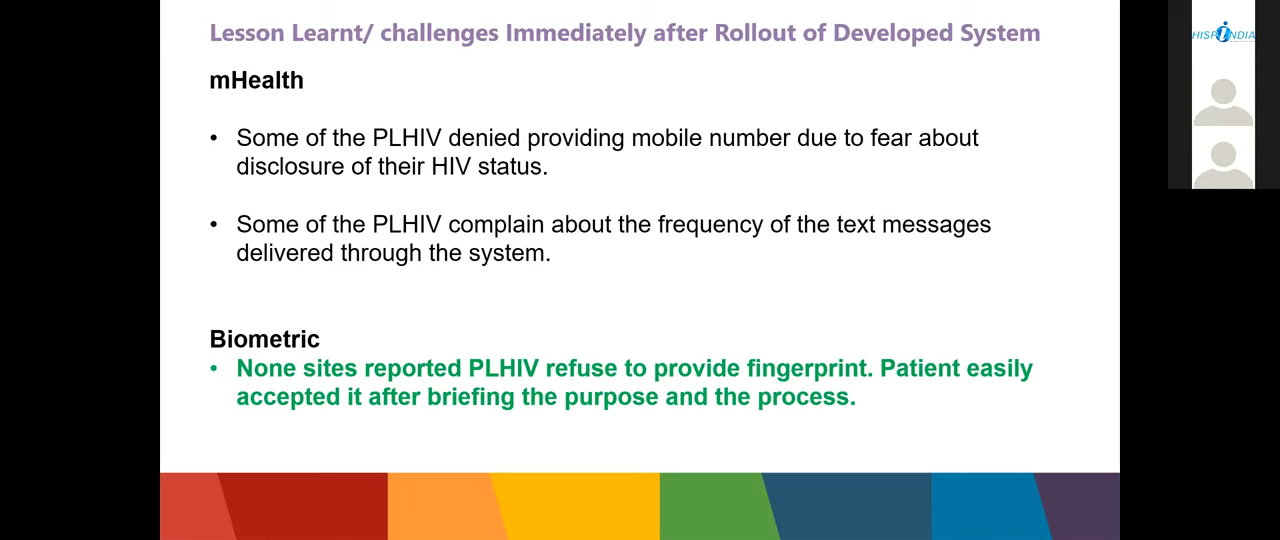 Lesson Learnt/ challenges Immediately after Rollout of Developed System
mHealth
• Some of the PLHIV denied providing mobile number due to fear about
disclosure of their HIV status.
• Some of the PLHIV complain about the frequency of the text messages
delivered through the system.
Biometric
• None sites reported PLHIV refuse to provide fingerprint. Patient easily
accepted it after briefing the purpose and the process.
HISP INDIA